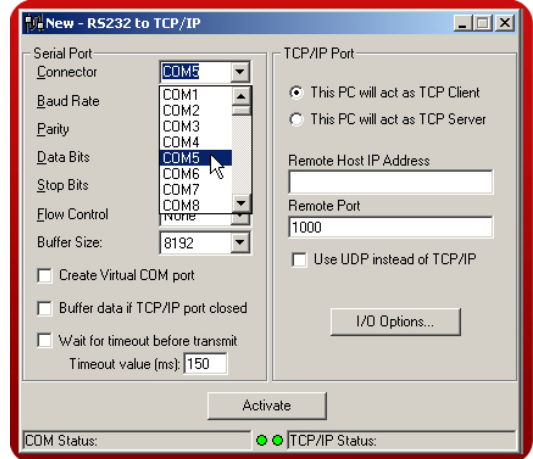 New - RS232 to TCP/IP
Serial Port
Connector COM5
COM1
COM2
COM3
COM4
COM5
COM6
COM7
COM8
Baud Rate
Parity
Data Bits
Stop Bits
Flow Control None
Buffer Size: 8192
Create Virtual COM port
Buffer data if TCP/IP port closed
Wait for timeout before transmit
Timeout value (ms): 150
TCP/IP Port
This PC will act as TCP Client
This PC will act as TCP Server
Remote Host IP Address
Remote Port
1000
Use UDP instead of TCP/IP
I/O Options...
Activate
COM Status:
TCP/IP Status: